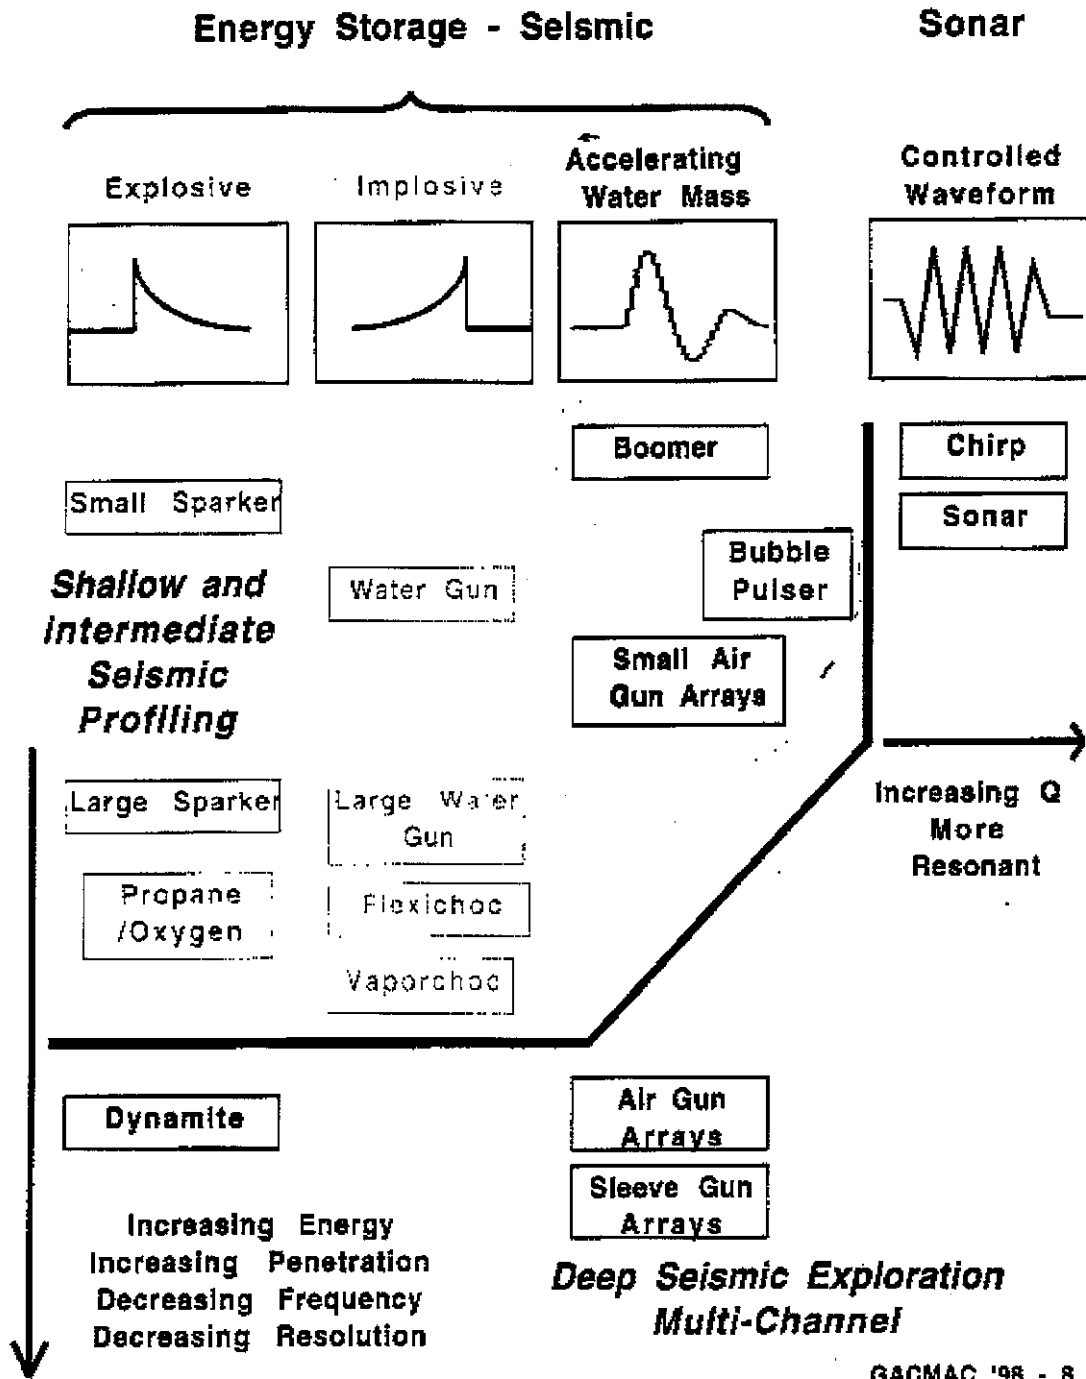 Energy Storage - Seismic
Sonar
Explosive
Implosive
Accelerating
Water Mass
Controlled
Waveform
Boomer
Chirp
Small Sparker
Sonar
Bubble
Pulser
Shallow and
intermediate
Seismic
Profiling
Water Gun
Small Air
Gun Arrays
Large Sparker
Large Water
Gun
Increasing Q
More
Resonant
Propane
/Oxygen
Flexichoc
Vaporchoc
Dynamite
Air Gun
Arrays
Sleeve Gun
Arrays
Increasing Energy
Increasing Penetration
Decreasing Frequency
Decreasing Resolution
Deep Seismic Exploration
Multi-Channel
GACMAC '98 - 8